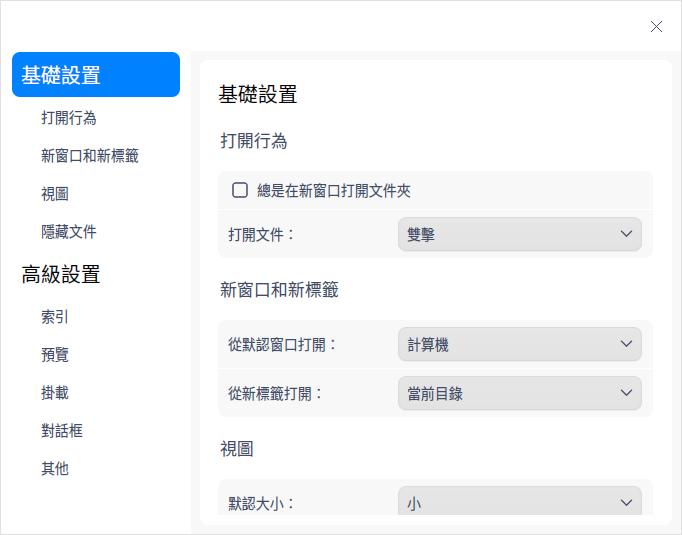 基礎設置
打開行為
新窗口和新標籤
視圖
隱藏文件
高級設置
索引
預覽
掛載
對話框
其他
基礎設置
打開行為
總是在新窗口打開文件夾
打開文件：
雙擊
新窗口和新標籤
從默認窗口打開：
計算機
從新標籤打開：
當前目錄
視圖
默認大小：
小